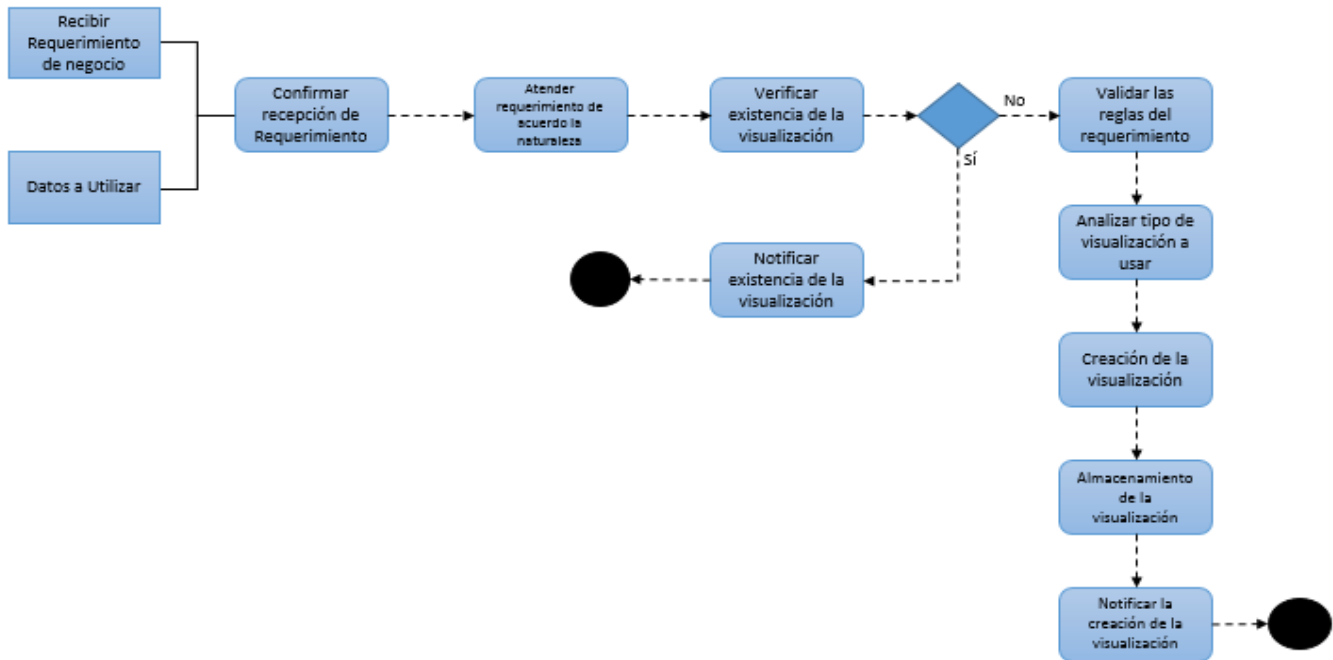 Recibir
Requerimiento
de negocio
Datos a Utilizar
Confirmar
recepción de
Requerimiento
Atender
requerimiento de
acuerdo la
naturaleza
Verificar
existencia de la
visualización
No
Sí
Validar las
reglas del
requerimiento
Notificar
existencia de la
visualización
Analizar tipo de
visualización a
usar
Creación de la
visualización
Almacenamiento
de la
visualización
Notificar la
creación de la
visualización